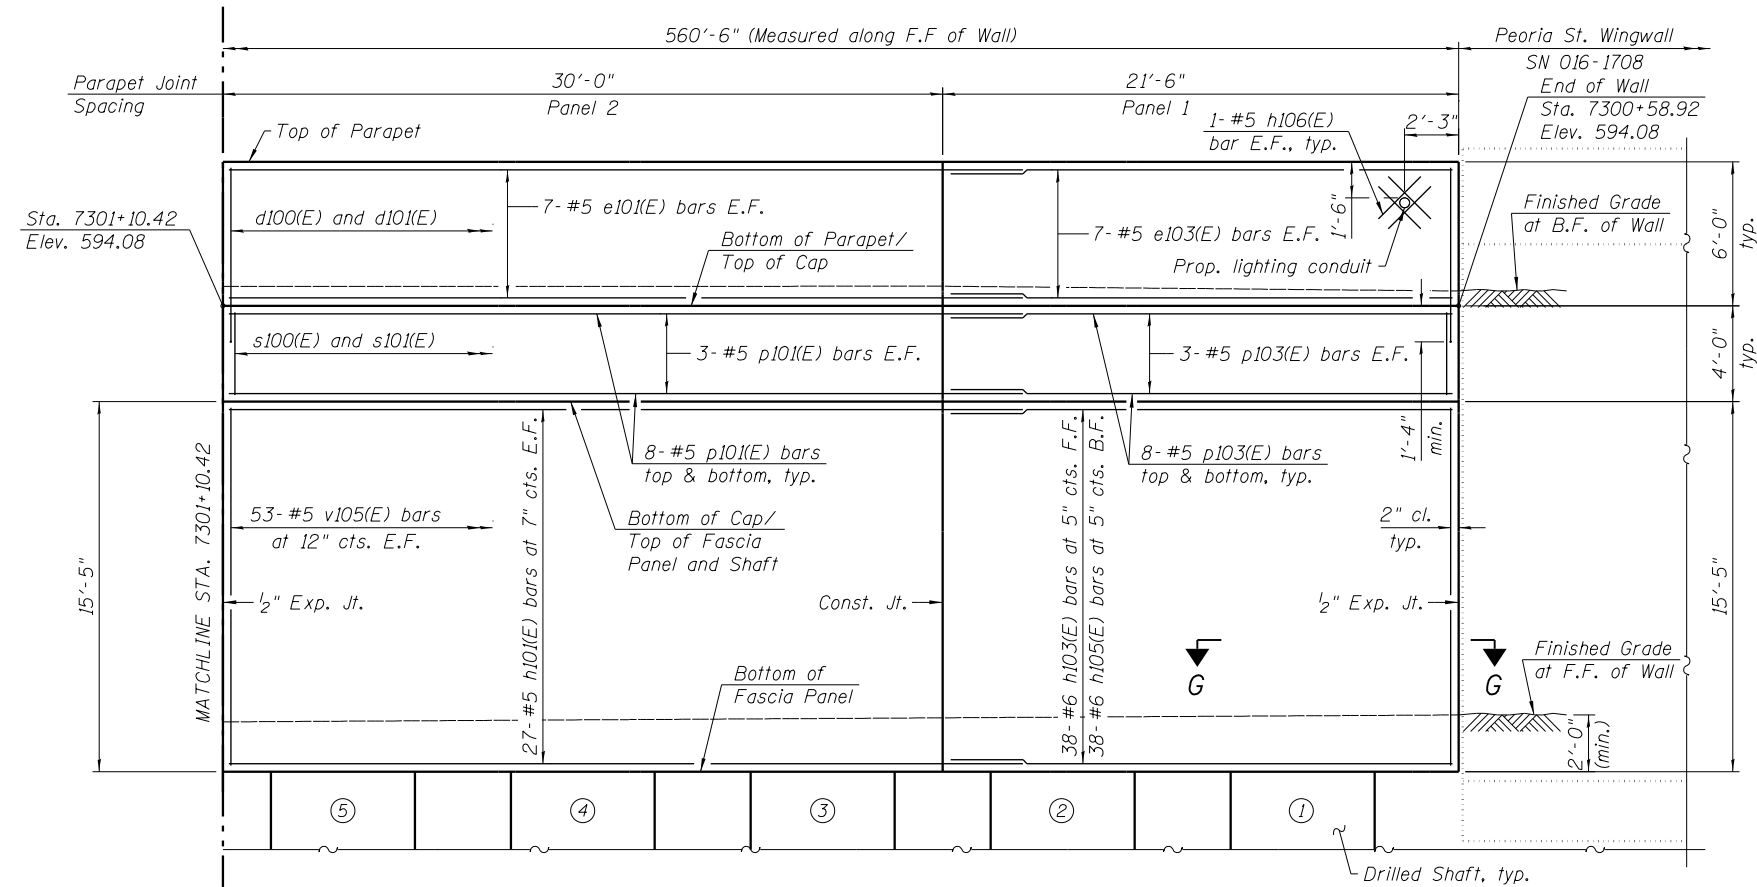 560'-6" (Measured along F.F of Wall)
Peoria St. Wingwall
SN 016-1708
Parapet Joint
Spacing
30'-0"
Panel 2
21'-6"
Panel 1
End of Wall
Sta. 7300+58.92
Elev. 594.08
Top of Parapet
1-#5 h106(E)
bar E.F., typ.
2'-3"
Sta. 7301+10.42
Elev. 594.08
d100(E) and d101(E)
7-#5 e101(E) bars E.F.
Bottom of Parapet/
Top of Cap
7-#5 e103(E) bars E.F.
1'-6"
Prop. lighting conduit
Finished Grade
at B.F. of Wall
6'-0"
typ.
s100(E) and s101(E)
3-#5 p101(E) bars E.F.
3-#5 p103(E) bars E.F.
4'-0"
typ.
8-#5 p101(E) bars
top & bottom, typ.
8-#5 p103(E) bars
top & bottom, typ.
1'-4"
min.
MATCHLINE STA. 7301+10.42
15'-5"
53-#5 v105(E) bars
at 12" cts. E.F.
27-#5 h101(E) bars at 7" cts. E.F.
Bottom of Cap/
Top of Fascia
Panel and Shaft
38-#6 h103(E) bars at 5" cts. F.F.
38-#6 h105(E) bars at 5" cts. B.F.
2" cl.
typ.
1/2" Exp. Jt.
Const. Jt.
1/2" Exp. Jt.
15'-5"
Bottom of
Fascia Panel
G
G
Finished Grade
at F.F. of Wall
2'-0"
(min.)
5
4
3
2
1
Drilled Shaft, typ.